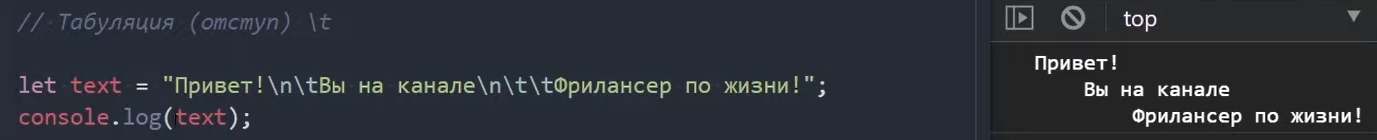 // Табуляция (отступ) \t
let text = "Привет!\n\tВы на канале\n\t\tФрилансер по жизни!";
console.log(text);
top
Привет!
Вы на канале
Фрилансер по жизни!